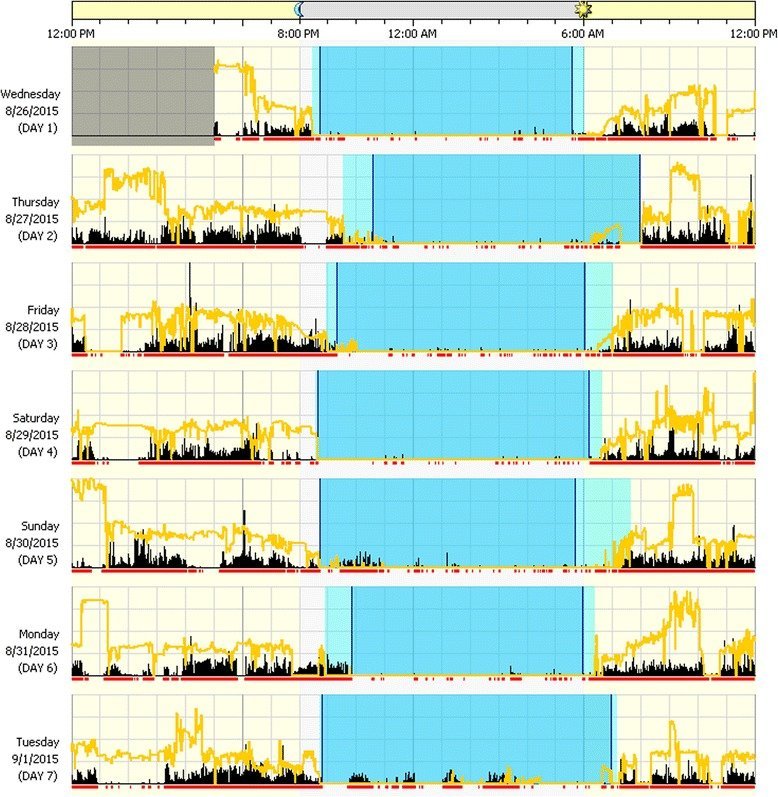 12:00 PM 8:00 PM 12:00 AM 6:00 AM 12:00 PM
Wednesday
8/26/2015
(DAY 1)
Thursday
8/27/2015
(DAY 2)
Friday
8/28/2015
(DAY 3)
Saturday
8/29/2015
(DAY 4)
Sunday
8/30/2015
(DAY 5)
Monday
8/31/2015
(DAY 6)
Tuesday
9/1/2015
(DAY 7)